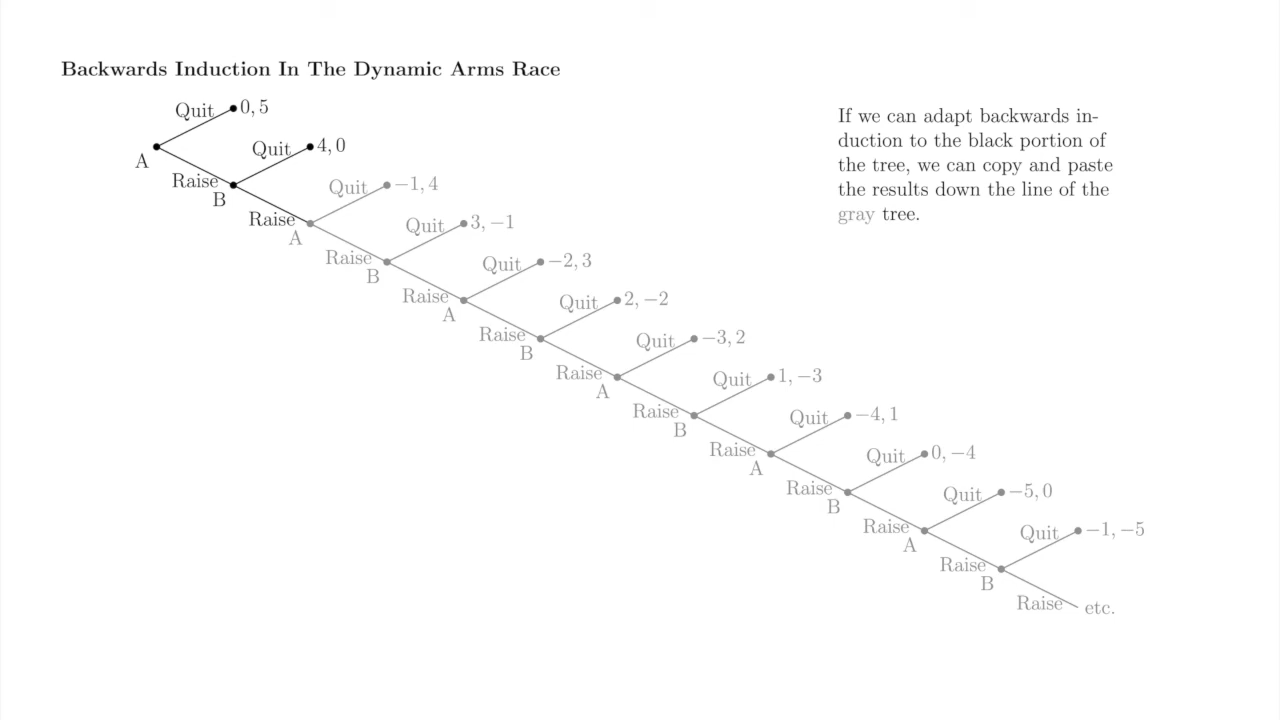 Backwards Induction In The Dynamic Arms Race
Quit 0, 5
If we can adapt backwards in-
duction to the black portion of
the tree, we can copy and paste
the results down the line of the
gray tree.
A
Quit 4, 0
Raise
B
Quit −1, 4
Raise
A
Quit 3, −1
Raise
B
Quit −2, 3
Raise
A
Quit 2, −2
Raise
B
Quit −3, 2
Raise
A
Quit 1, −3
Raise
B
Quit −4, 1
Raise
A
Quit 0, −4
Raise
B
Quit −5, 0
Raise
A
Quit −1, −5
Raise
B
Raise etc.